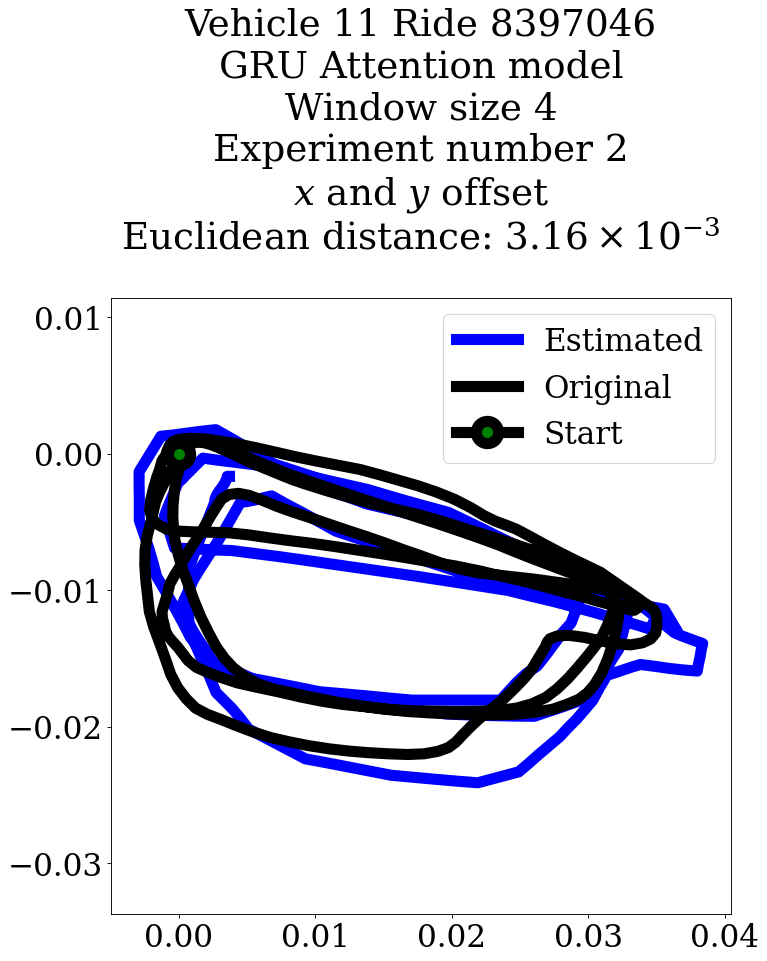 Vehicle 11 Ride 8397046
GRU Attention model
Window size 4
Experiment number 2
x and y offset
Euclidean distance: 3.16 × 10⁻³
0.01
0.00
−0.01
−0.02
−0.03
Estimated
Original
Start
0.00 0.01 0.02 0.03 0.04